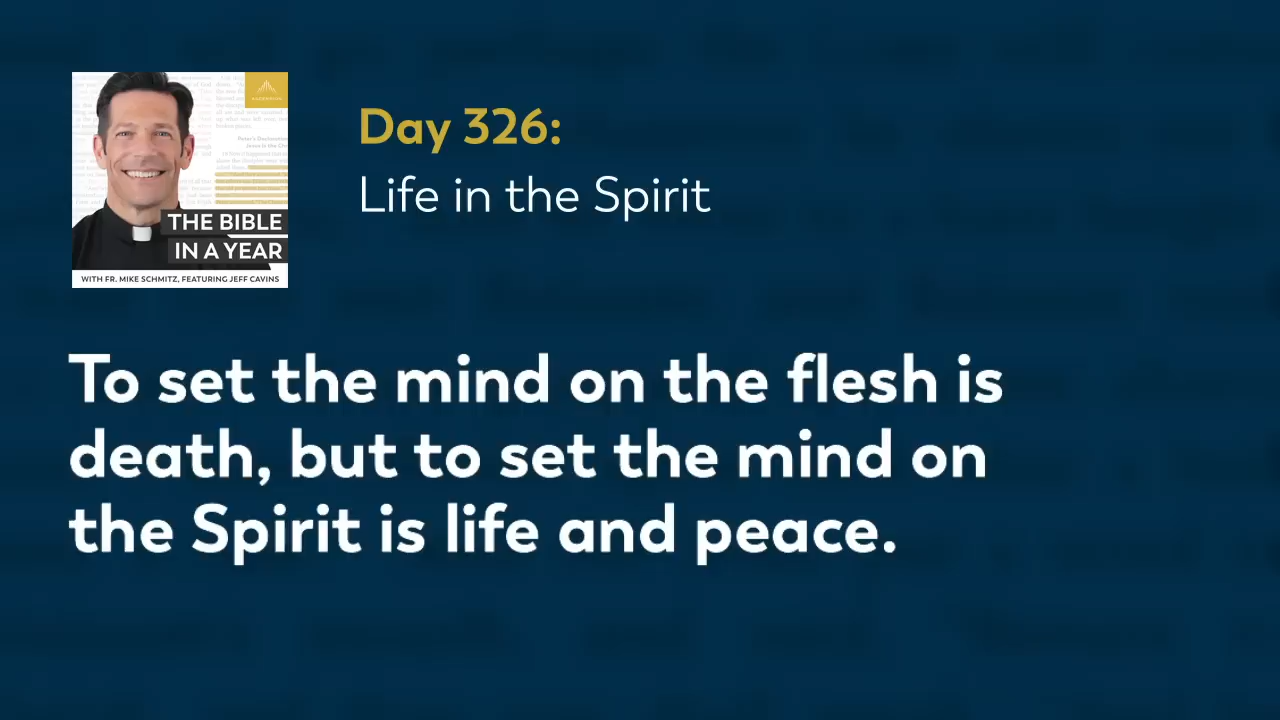 Day 326:
Life in the Spirit
THE BIBLE
IN A YEAR
WITH FR. MIKE SCHMITZ, FEATURING JEFF CAVINS
To set the mind on the flesh is
death, but to set the mind on
the Spirit is life and peace.